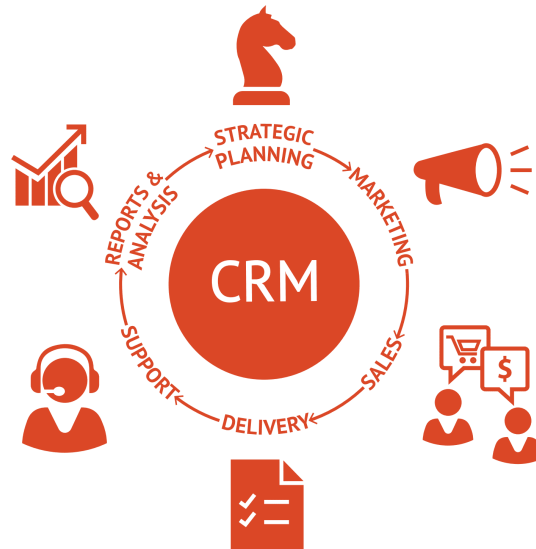 STRATEGIC
PLANNING
MARKETING
SALES
DELIVERY
SUPPORT
REPORTS &
ANALYSIS
CRM
$